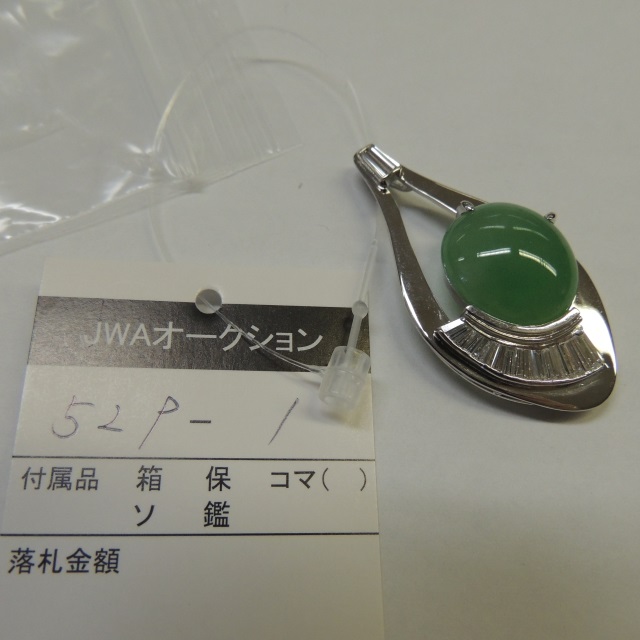 JWAオークション
52P-1
付属品 箱 保 コマ( )
ソ 鑑
落札金額